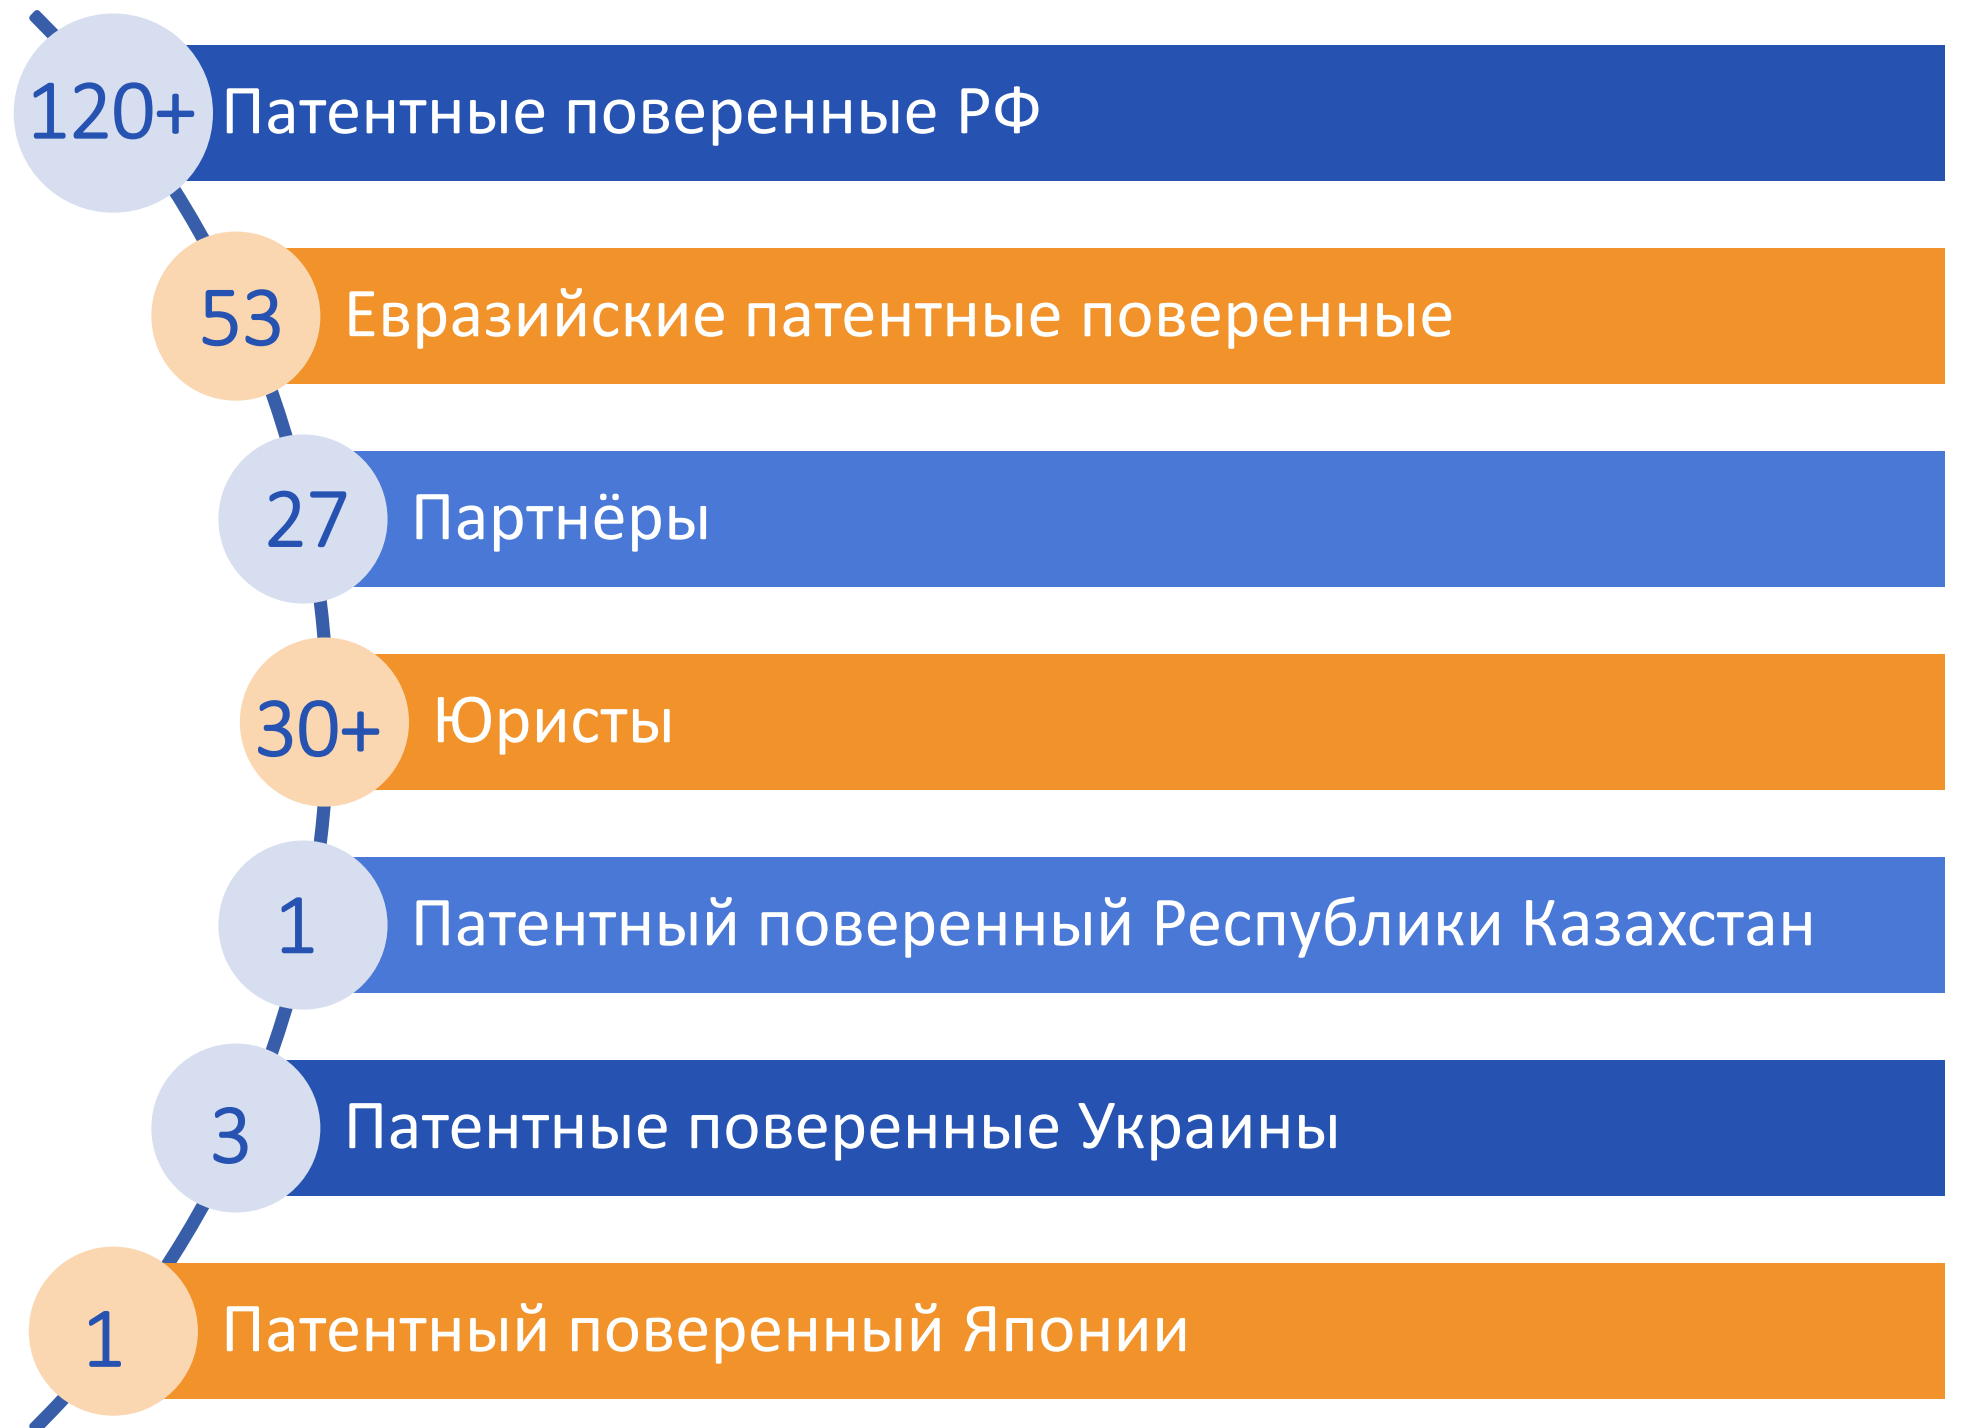 120+ Патентные поверенные РФ
53 Евразийские патентные поверенные
27 Партнёры
30+ Юристы
1 Патентный поверенный Республики Казахстан
3 Патентные поверенные Украины
1 Патентный поверенный Японии